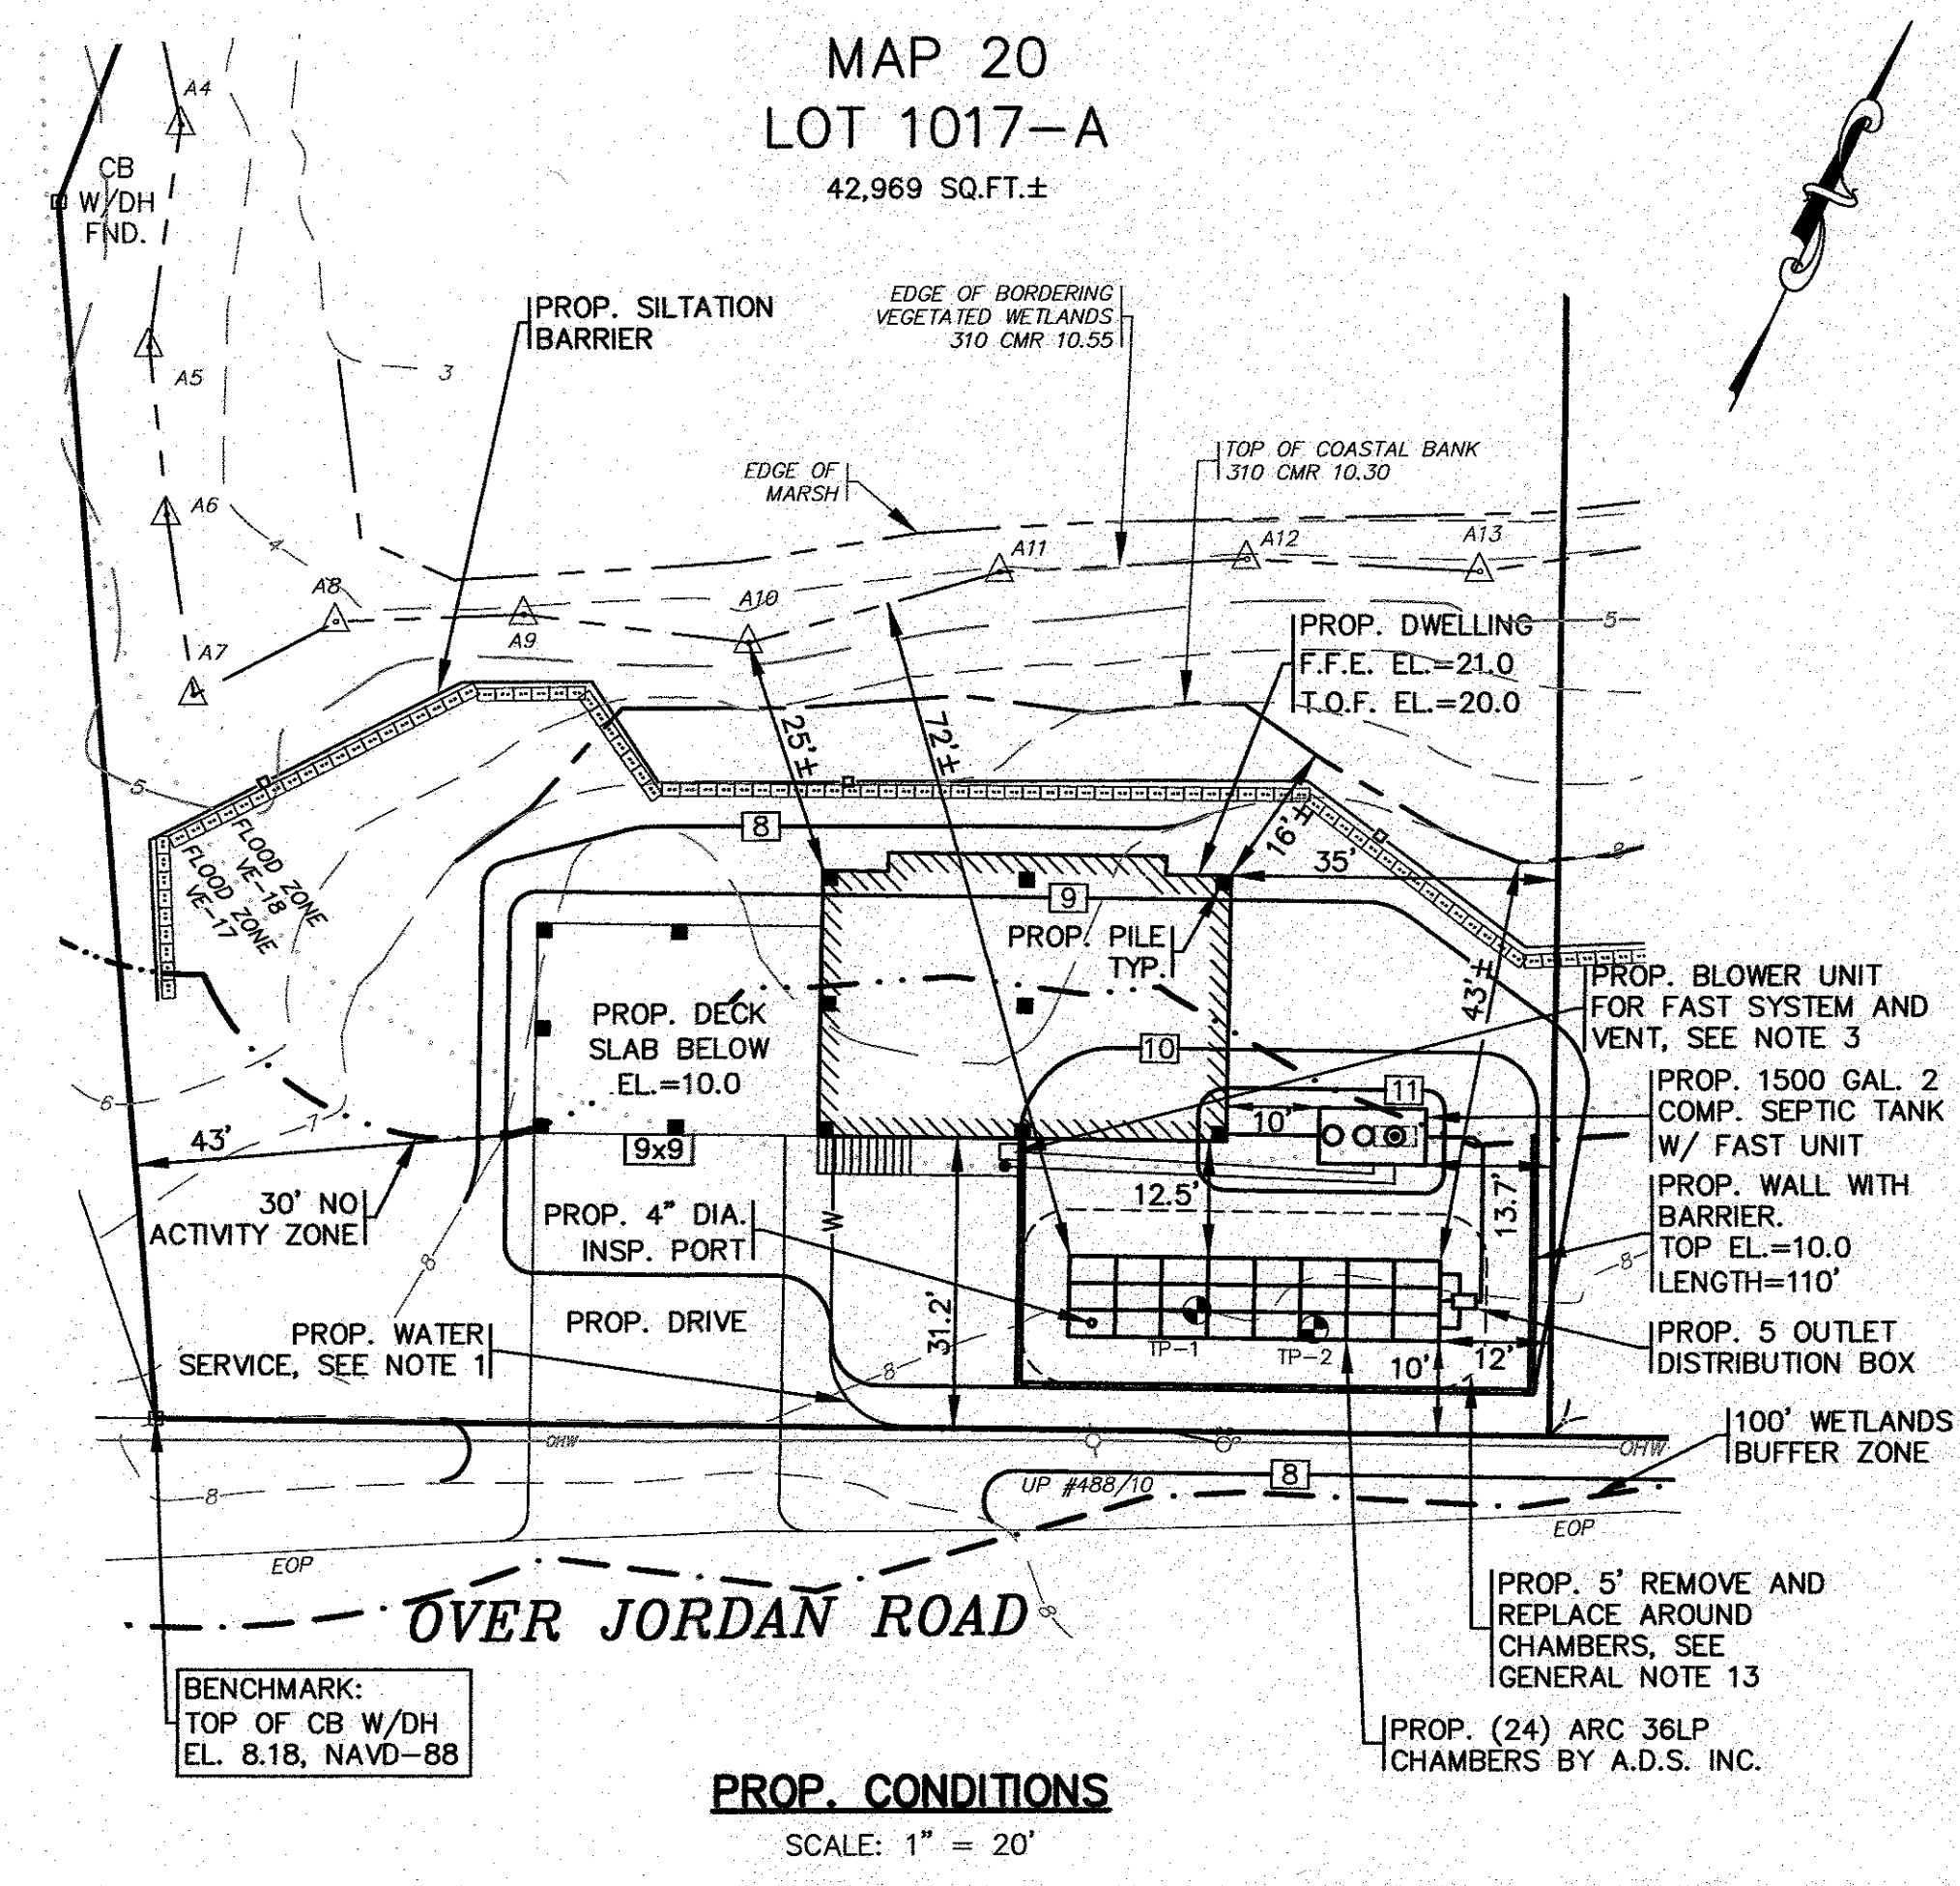 MAP 20
LOT 1017-A
42,969 SQ.FT.±
A4
CB
W/DH
FND.
A5
3
PROP. SILTATION
BARRIER
EDGE OF BORDERING
VEGETATED WETLANDS
310 CMR 10.55
EDGE OF
MARSH
TOP OF COASTAL BANK
310 CMR 10.30
A6
4
A8
A7
A9
A10
A11
A12
A13
5
PROP. DWELLING
F.F.E. EL.=21.0
T.O.F. EL.=20.0
25'±
72'±
16'±
35'
43'±
5
8
8
FLOOD ZONE
VE-18
FLOOD ZONE
VE-17
9
PROP. PILE
TYP.
PROP. DECK
SLAB BELOW
EL.=10.0
10
11
10'
PROP. BLOWER UNIT
FOR FAST SYSTEM AND
VENT, SEE NOTE 3
PROP. 1500 GAL. 2
COMP. SEPTIC TANK
W/ FAST UNIT
6
7
43'
9x9
30' NO
ACTIVITY ZONE
PROP. 4" DIA.
INSP. PORT
W
12.5'
13.7'
PROP. WALL WITH
BARRIER.
TOP EL.=10.0
LENGTH=110'
8
8
31.2'
PROP. WATER
SERVICE, SEE NOTE 1
PROP. DRIVE
8
TP-1
TP-2
10'
12'
PROP. 5 OUTLET
DISTRIBUTION BOX
OHW
OHW
100' WETLANDS
BUFFER ZONE
8
UP #488/10
8
EOP
EOP
OVER JORDAN ROAD
8
PROP. 5' REMOVE AND
REPLACE AROUND
CHAMBERS, SEE
GENERAL NOTE 13
BENCHMARK:
TOP OF CB W/DH
EL. 8.18, NAVD-88
PROP. (24) ARC 36LP
CHAMBERS BY A.D.S. INC.
PROP. CONDITIONS
SCALE: 1" = 20'